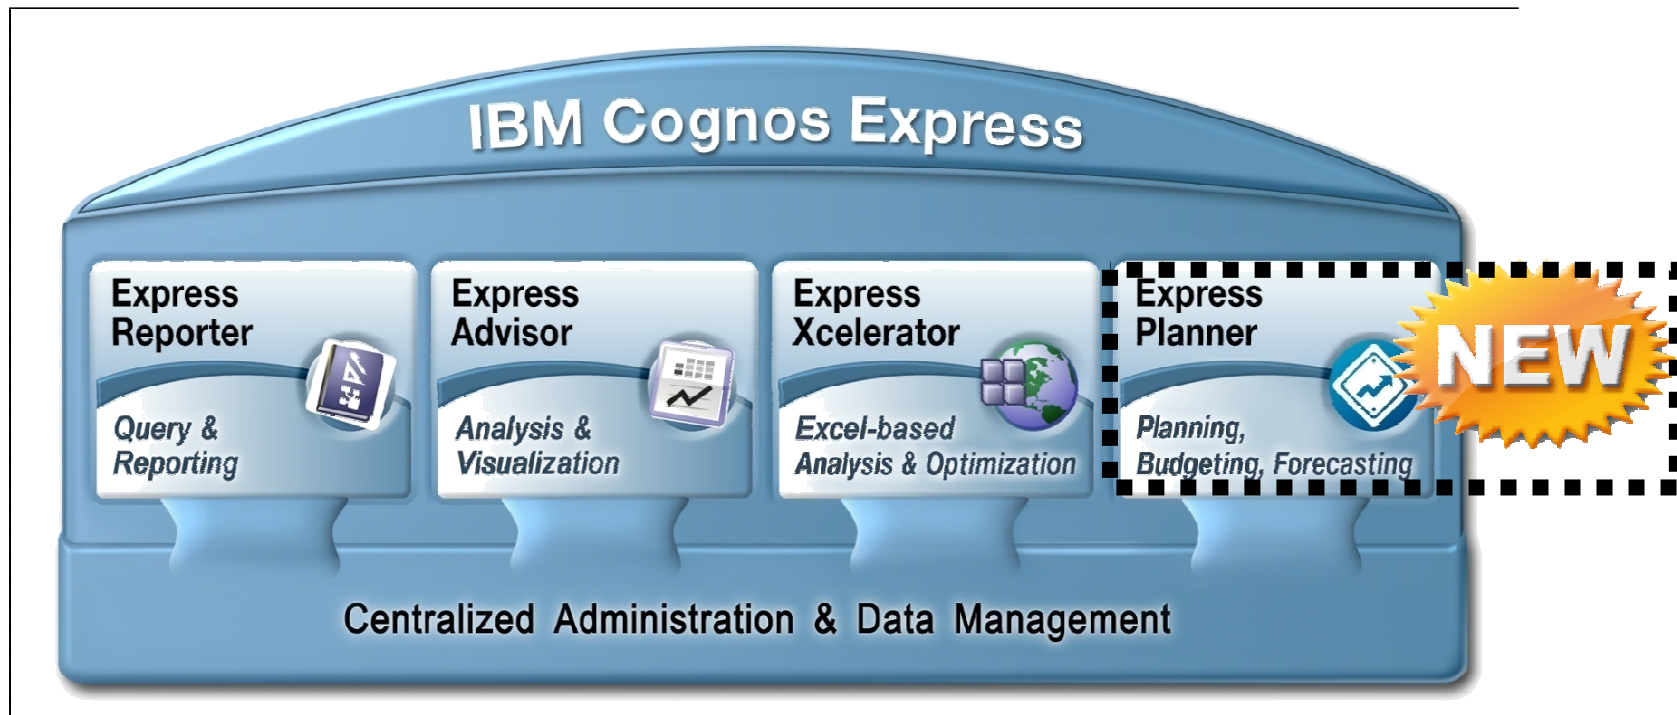 IBM Cognos Express
Express
Reporter
Query &
Reporting
Express
Advisor
Analysis &
Visualization
Express
Xcelerator
Excel-based
Analysis & Optimization
Express
Planner
Planning,
Budgeting, Forecasting
NEW
Centralized Administration & Data Management